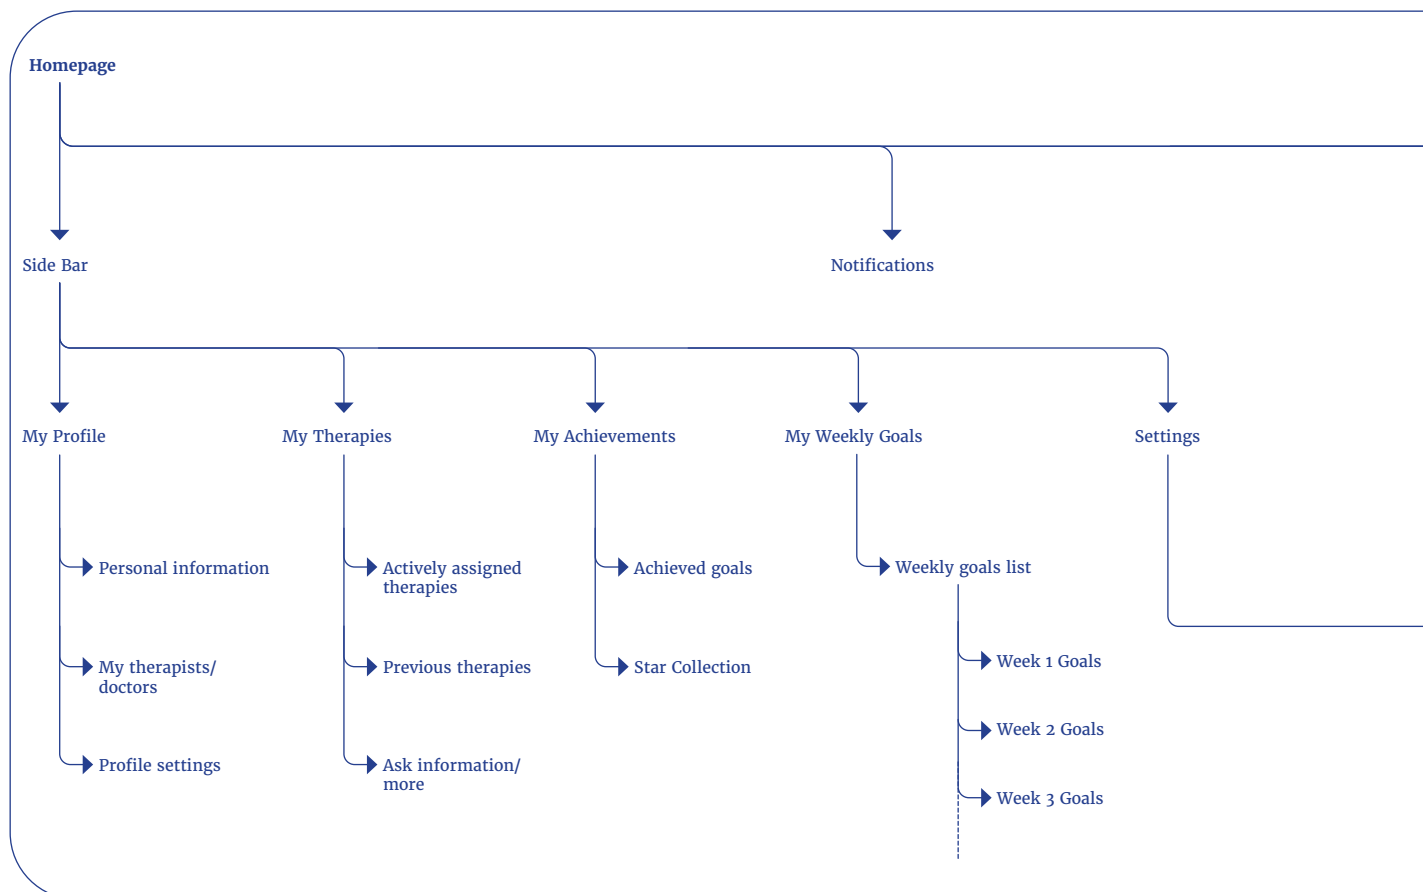 Homepage
Side Bar
Notifications
My Profile
My Therapies
My Achievements
My Weekly Goals
Settings
Personal information
My therapists/
doctors
Profile settings
Actively assigned
therapies
Previous therapies
Ask information/
more
Achieved goals
Star Collection
Weekly goals list
Week 1 Goals
Week 2 Goals
Week 3 Goals